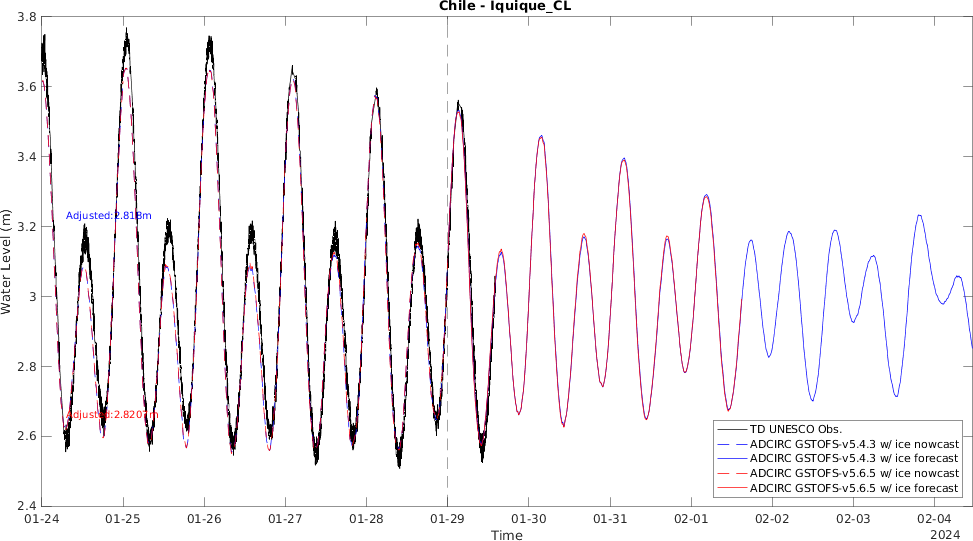 Chile - Iquique_CL
3.8
3.6
3.4
3.2
3
2.8
2.6
2.4
Water Level (m)
Adjusted:2.818m
Adjusted:2.8207m
TD UNESCO Obs.
ADCIRC GSTOFS-v5.4.3 w/ ice nowcast
ADCIRC GSTOFS-v5.4.3 w/ ice forecast
ADCIRC GSTOFS-v5.6.5 w/ ice nowcast
ADCIRC GSTOFS-v5.6.5 w/ ice forecast
01-24 01-25 01-26 01-27 01-28 01-29 01-30 01-31 02-01 02-02 02-03 02-04
Time
2024